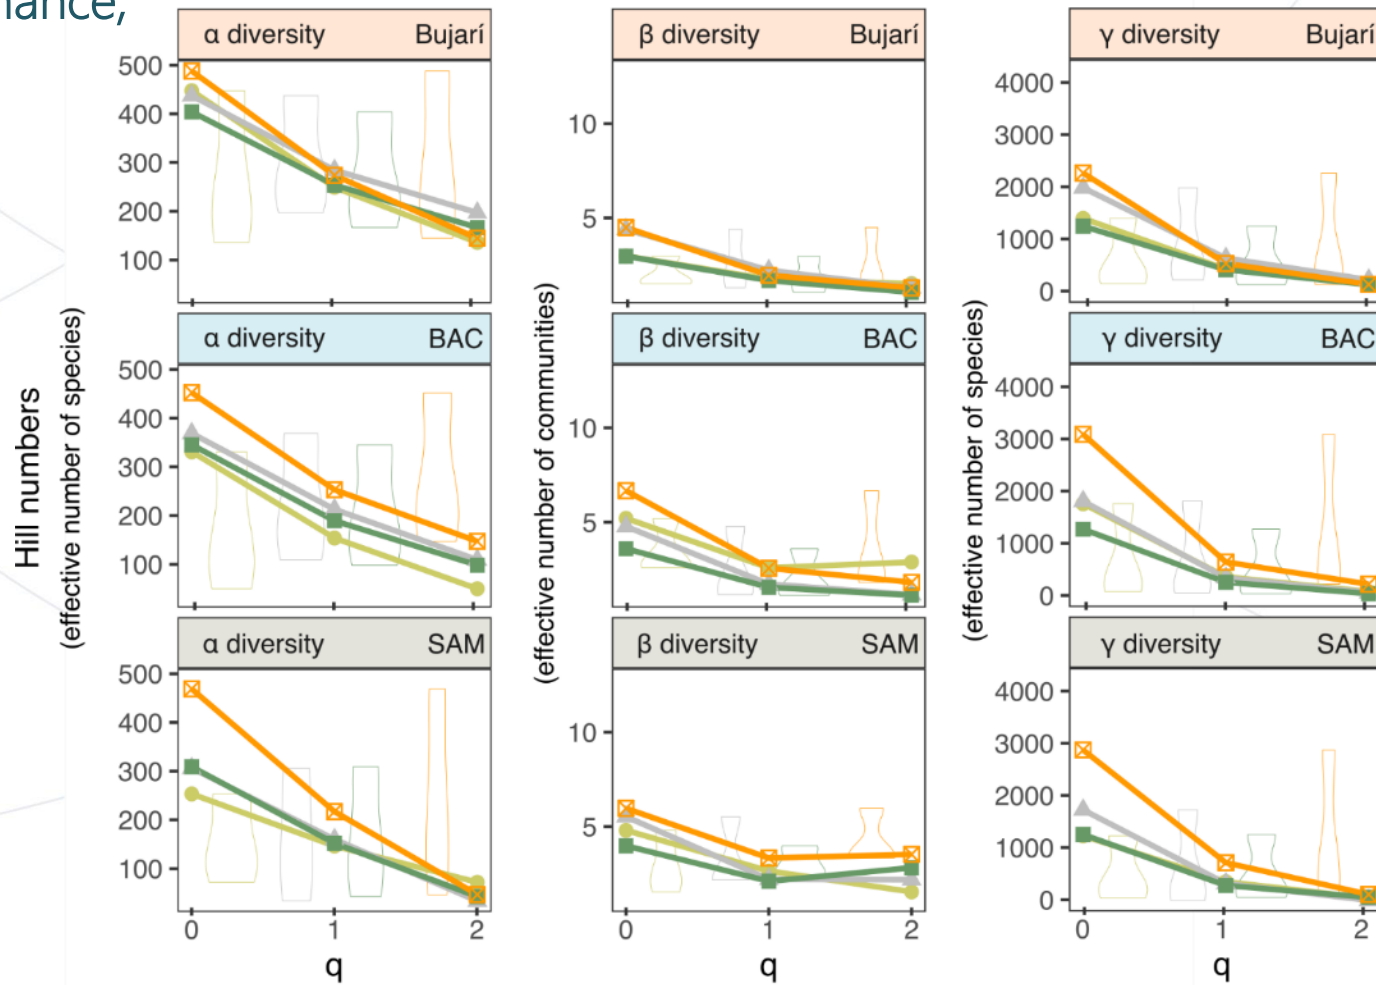 α diversity Bujarí
β diversity Bujarí
γ diversity Bujarí
500
400
300
200
100
10
5
4000
3000
2000
1000
0
α diversity BAC
β diversity BAC
γ diversity BAC
500
400
300
200
100
10
5
4000
3000
2000
1000
0
α diversity SAM
β diversity SAM
γ diversity SAM
500
400
300
200
100
10
5
4000
3000
2000
1000
0
0 1 2
0 1 2
0 1 2
q
q
q
Hill numbers
(effective number of species)
(effective number of communities)
(effective number of species)